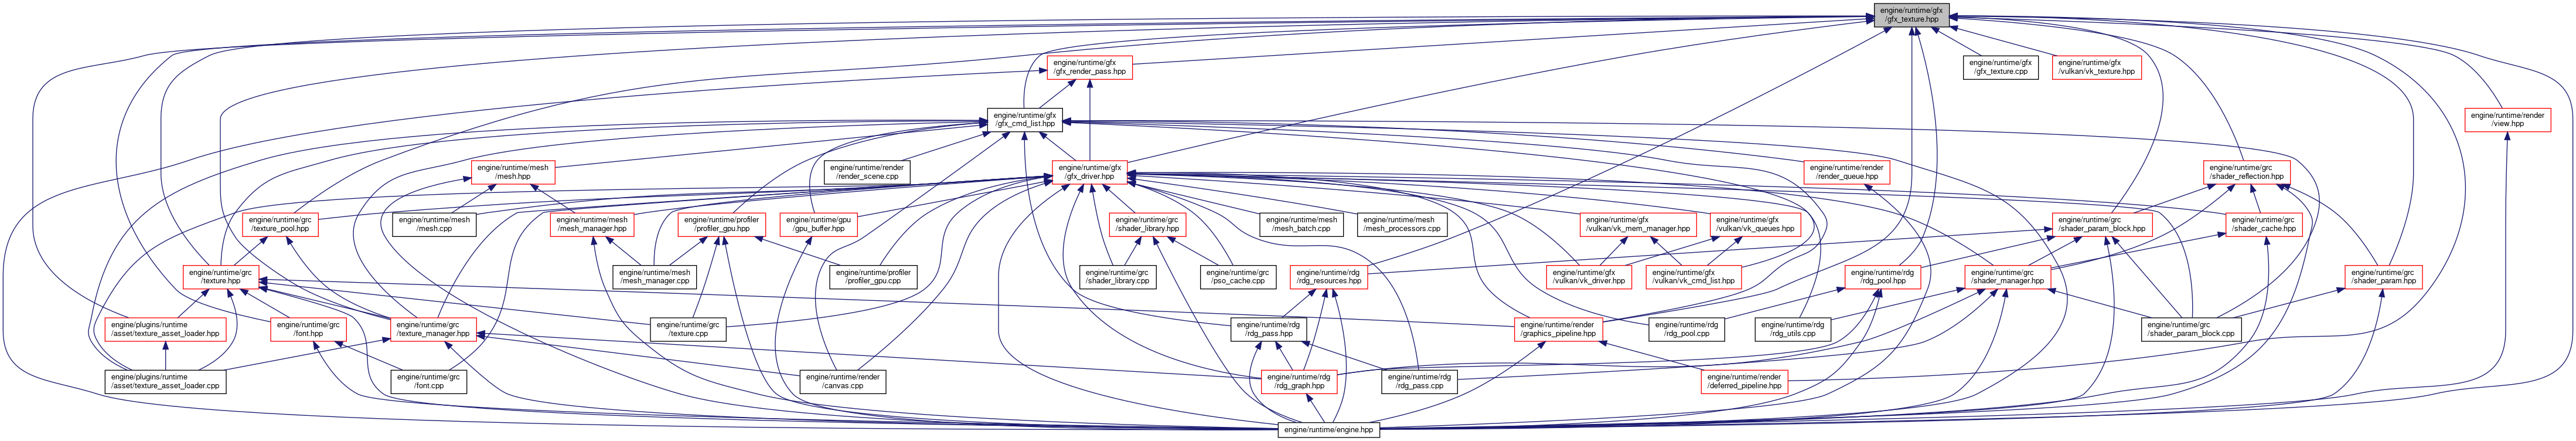 engine/runtime/gfx
/gfx_texture.hpp
engine/runtime/gfx
/gfx_render_pass.hpp
engine/runtime/gfx
/gfx_texture.cpp
engine/runtime/gfx
/vulkan/vk_texture.hpp
engine/runtime/gfx
/gfx_cmd_list.hpp
engine/runtime/render
/view.hpp
engine/runtime/mesh
/mesh.hpp
engine/runtime/render
/render_scene.cpp
engine/runtime/gfx
/gfx_driver.hpp
engine/runtime/render
/render_queue.hpp
engine/runtime/grc
/shader_reflection.hpp
engine/runtime/grc
/texture_pool.hpp
engine/runtime/mesh
/mesh.cpp
engine/runtime/mesh
/mesh_manager.hpp
engine/runtime/profiler
/profiler_gpu.hpp
engine/runtime/gpu
/gpu_buffer.hpp
engine/runtime/grc
/shader_library.hpp
engine/runtime/mesh
/mesh_batch.cpp
engine/runtime/mesh
/mesh_processors.cpp
engine/runtime/gfx
/vulkan/vk_mem_manager.hpp
engine/runtime/gfx
/vulkan/vk_queues.hpp
engine/runtime/grc
/shader_param_block.hpp
engine/runtime/grc
/shader_cache.hpp
engine/runtime/grc
/texture.hpp
engine/runtime/mesh
/mesh_manager.cpp
engine/runtime/profiler
/profiler_gpu.cpp
engine/runtime/grc
/shader_library.cpp
engine/runtime/grc
/pso_cache.cpp
engine/runtime/rdg
/rdg_resources.hpp
engine/runtime/gfx
/vulkan/vk_driver.hpp
engine/runtime/gfx
/vulkan/vk_cmd_list.hpp
engine/runtime/rdg
/rdg_pool.hpp
engine/runtime/grc
/shader_manager.hpp
engine/runtime/grc
/shader_param.hpp
engine/plugins/runtime
/asset/texture_asset_loader.hpp
engine/runtime/grc
/font.hpp
engine/runtime/grc
/texture_manager.hpp
engine/runtime/grc
/texture.cpp
engine/runtime/render
/graphics_pipeline.hpp
engine/runtime/rdg
/rdg_pass.hpp
engine/runtime/rdg
/rdg_pool.cpp
engine/runtime/rdg
/rdg_utils.cpp
engine/runtime/grc
/shader_param_block.cpp
engine/plugins/runtime
/asset/texture_asset_loader.cpp
engine/runtime/grc
/font.cpp
engine/runtime/render
/canvas.cpp
engine/runtime/rdg
/rdg_graph.hpp
engine/runtime/rdg
/rdg_pass.cpp
engine/runtime/render
/deferred_pipeline.hpp
engine/runtime/engine.hpp